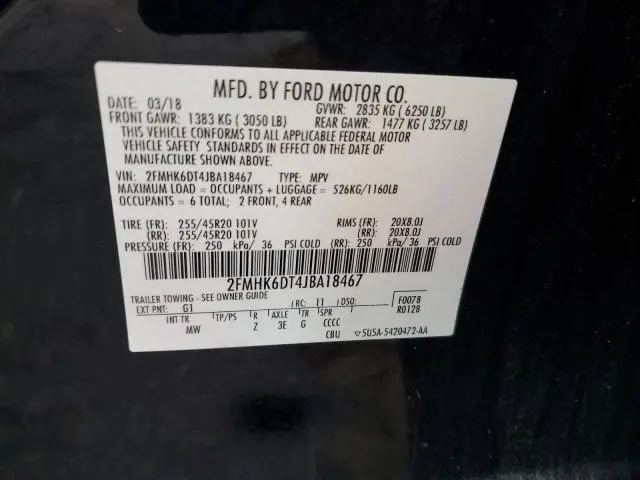 MFD. BY FORD MOTOR CO.
DATE: 03/18 GVWR: 2835 KG ( 6250 LB)
FRONT GAWR: 1383 KG ( 3050 LB) REAR GAWR: 1477 KG ( 3257 LB)
THIS VEHICLE CONFORMS TO ALL APPLICABLE FEDERAL MOTOR
VEHICLE SAFETY STANDARDS IN EFFECT ON THE DATE OF
MANUFACTURE SHOWN ABOVE.
VIN: 2FMHK6DT4JBA18467 TYPE: MPV
MAXIMUM LOAD = OCCUPANTS + LUGGAGE = 526KG/1160LB
OCCUPANTS = 6 TOTAL; 2 FRONT, 4 REAR
TIRE (FR): 255/45R20 101V RIMS (FR): 20X8.0J
(RR): 255/45R20 101V (RR): 20X8.0J
PRESSURE (FR): 250 kPa/ 36 PSI COLD (RR): 250 kPa/ 36 PSI COLD
2FMHK6DT4JBA18467
TRAILER TOWING - SEE OWNER GUIDE
EXT PNT: G1 RC: 11 DSO: F0078
R0128
INT TR TP/PS R AXLE TR SPR
MW Z 3E G CCCC
CBU ▽5U5A-5420472-AA